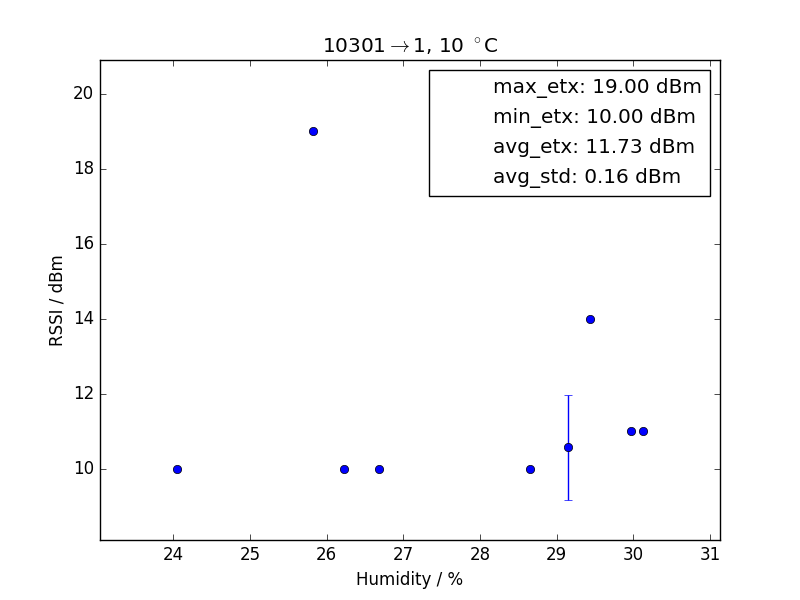 10301→1, 10 °C
max_etx: 19.00 dBm
min_etx: 10.00 dBm
avg_etx: 11.73 dBm
avg_std: 0.16 dBm
RSSI / dBm
20
18
16
14
12
10
24 25 26 27 28 29 30 31
Humidity / %